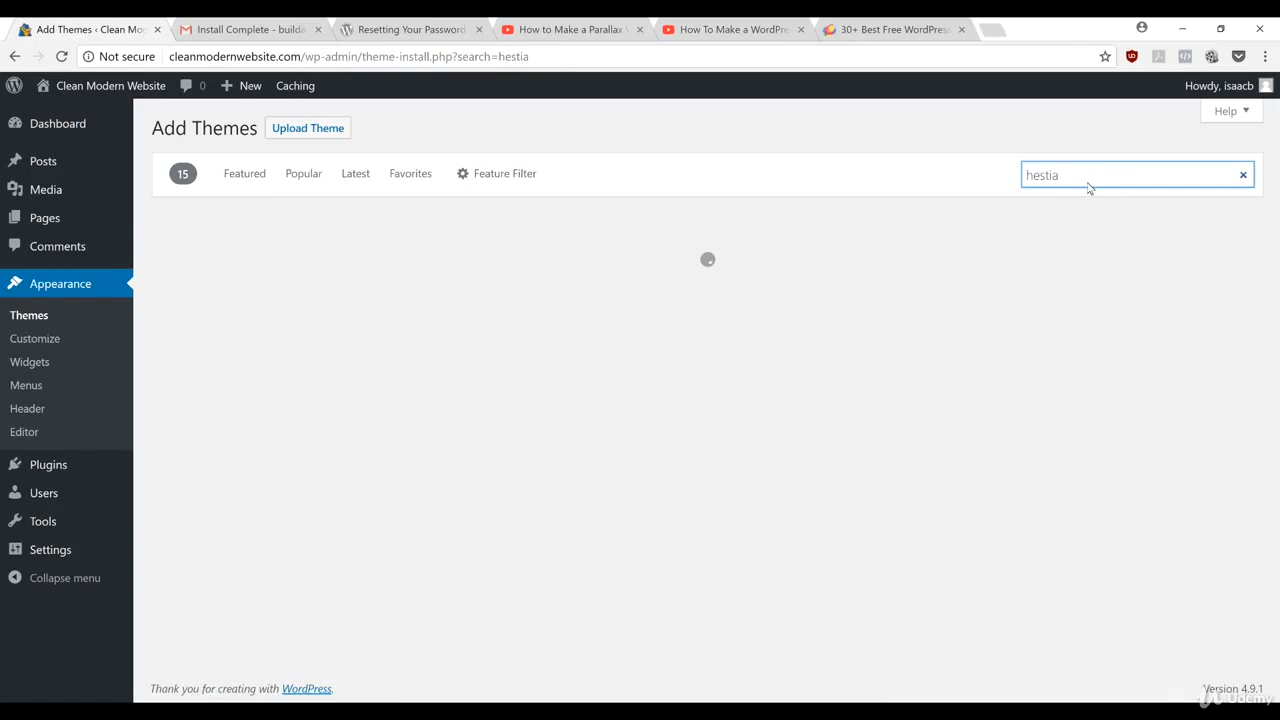 Add Themes ‹ Clean Mod
Install Complete - builda
Resetting Your Password
How to Make a Parallax
How To Make a WordPre
30+ Best Free WordPress
Not secure
cleanmodernwebsite.com/wp-admin/theme-install.php?search=hestia
Clean Modern Website
0
New
Caching
Howdy, isaacb
Dashboard
Posts
Media
Pages
Comments
Appearance
Themes
Customize
Widgets
Menus
Header
Editor
Plugins
Users
Tools
Settings
Collapse menu
Help
Add Themes
Upload Theme
15
Featured
Popular
Latest
Favorites
Feature Filter
hestia
Thank you for creating with WordPress.
Version 4.9.1
Udemy